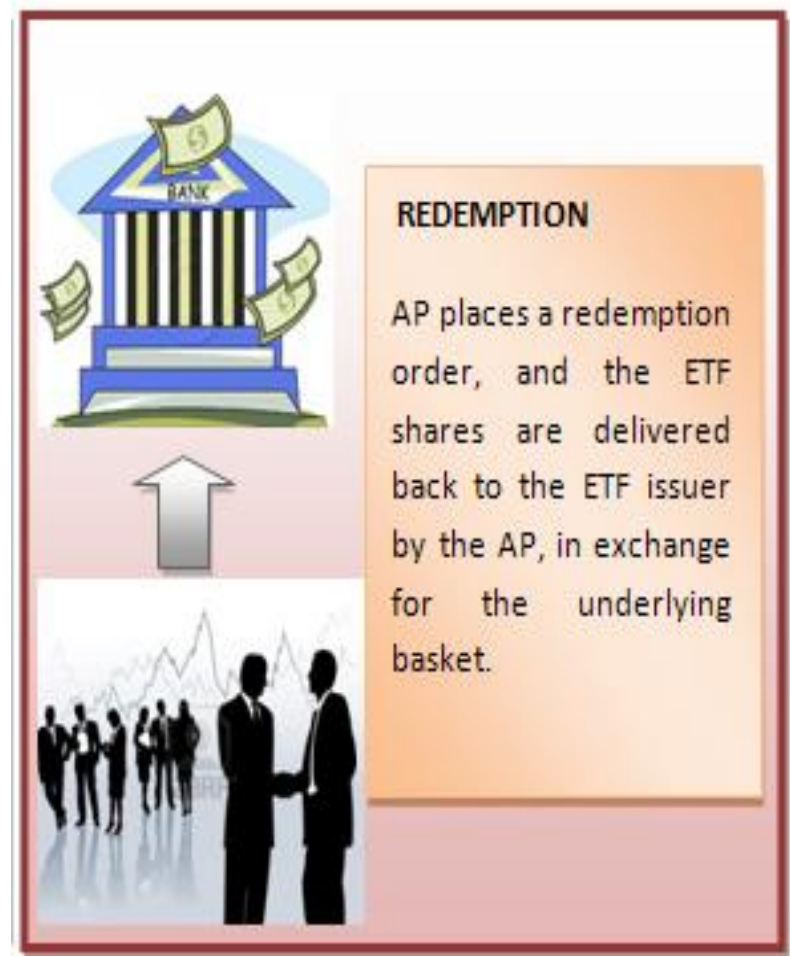 BANK
REDEMPTION
AP places a redemption
order, and the ETF
shares are delivered
back to the ETF issuer
by the AP, in exchange
for the underlying
basket.